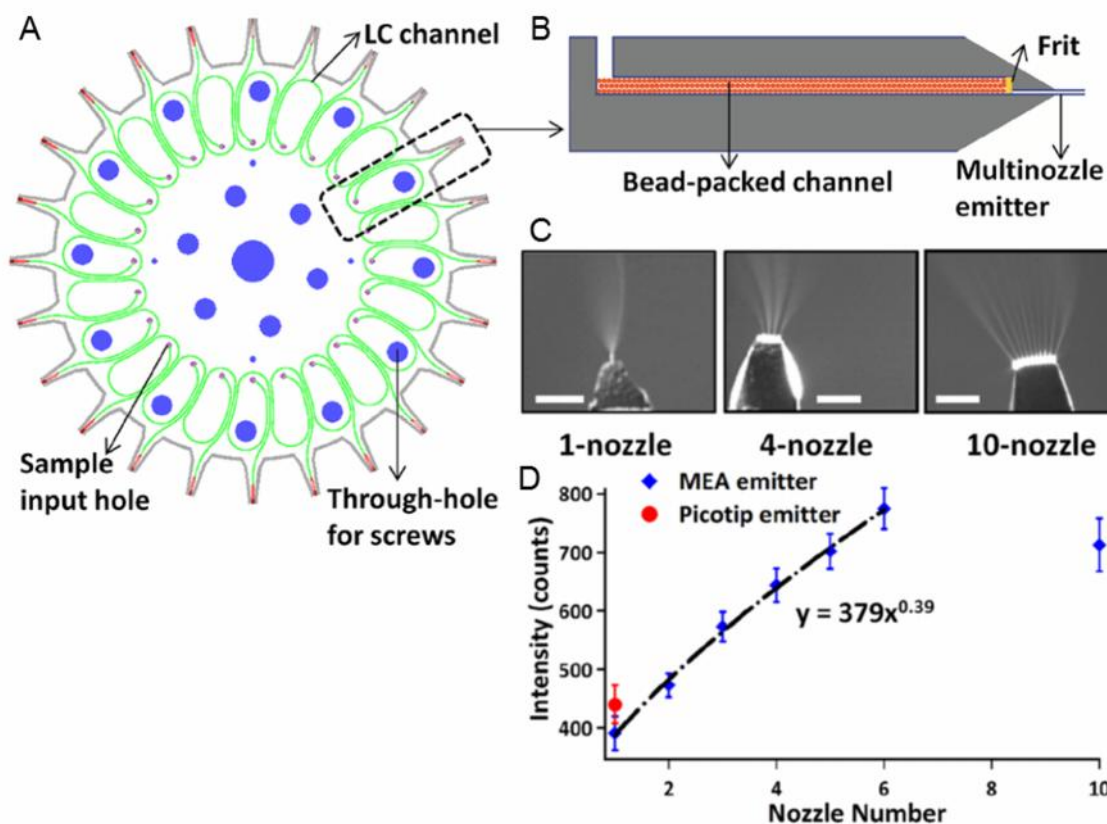 A
LC channel
Sample
input hole
Through-hole
for screws
B
Frit
Bead-packed channel
Multinozzle
emitter
C
1-nozzle
4-nozzle
10-nozzle
D
MEA emitter
Picotip emitter
y = 379x^0.39
Intensity (counts)
800
700
600
500
400
2
4
6
8
10
Nozzle Number